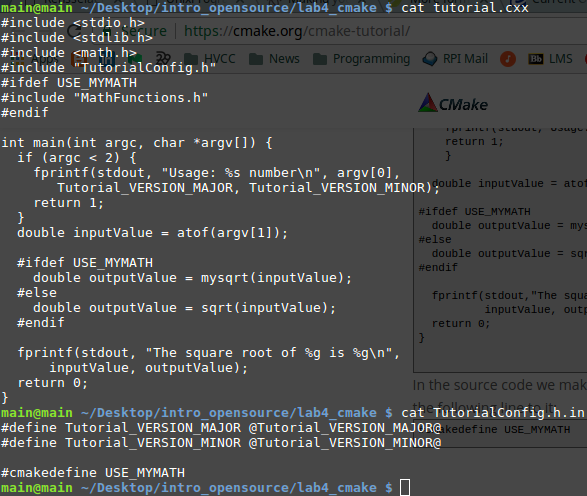 main@main ~/Desktop/intro_opensource/lab4_cmake $ cat tutorial.cxx
#include <stdio.h>
#include <stdlib.h>
#include <math.h>
#include "TutorialConfig.h"
#ifdef USE_MYMATH
#include "MathFunctions.h"
#endif
int main(int argc, char *argv[]) {
if (argc < 2) {
fprintf(stdout, "Usage: %s number\n", argv[0],
Tutorial_VERSION_MAJOR, Tutorial_VERSION_MINOR);
return 1;
}
double inputValue = atof(argv[1]);
#ifdef USE_MYMATH
double outputValue = mysqrt(inputValue);
#else
double outputValue = sqrt(inputValue);
#endif
fprintf(stdout, "The square root of %g is %g\n",
inputValue, outputValue);
return 0;
}
main@main ~/Desktop/intro_opensource/lab4_cmake $ cat TutorialConfig.h.in
#define Tutorial_VERSION_MAJOR @Tutorial_VERSION_MAJOR@
#define Tutorial_VERSION_MINOR @Tutorial_VERSION_MINOR@
#cmakedefine USE_MYMATH
main@main ~/Desktop/intro_opensource/lab4_cmake $
Secure https://cmake.org/cmake-tutorial/
Apps HVCC News Programming RPI Mail Bb LMS
CMake
return 1;
}
double inputValue = atof
#ifdef USE_MYMATH
double outputValue = mys
#else
double outputValue = sqr
#endif
fprintf(stdout,"The squa
inputValue, outp
return 0;
}
In the source code we mak
the following line to it:
#cmakedefine USE_MYMATH